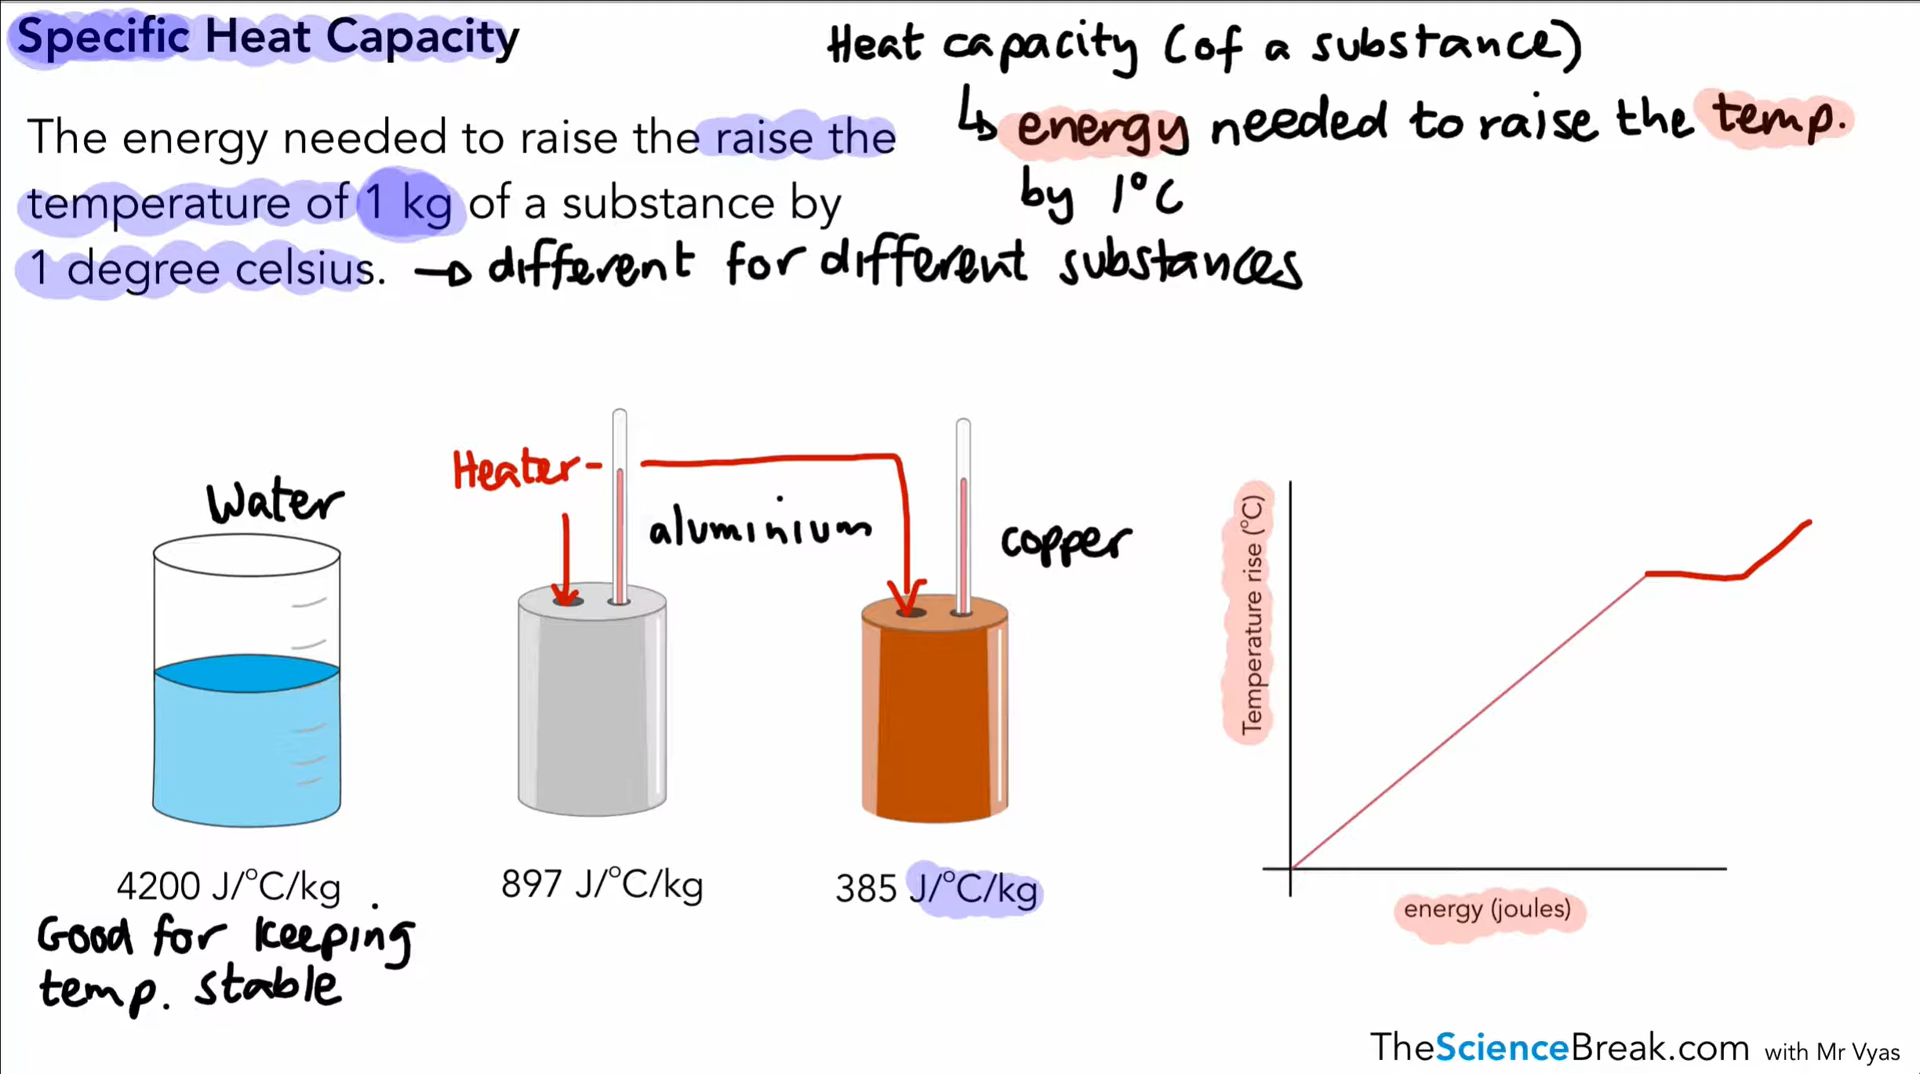 Specific Heat Capacity
The energy needed to raise the raise the
temperature of 1 kg of a substance by
1 degree celsius. → different for different substances
Heat capacity (of a substance)
↳ energy needed to raise the temp.
by 1°C
Water
Heater-
aluminium
copper
4200 J/°C/kg
Good for keeping
temp. stable
897 J/°C/kg
385 J/°C/kg
Temperature rise (°C)
energy (joules)
TheScienceBreak.com with Mr Vyas